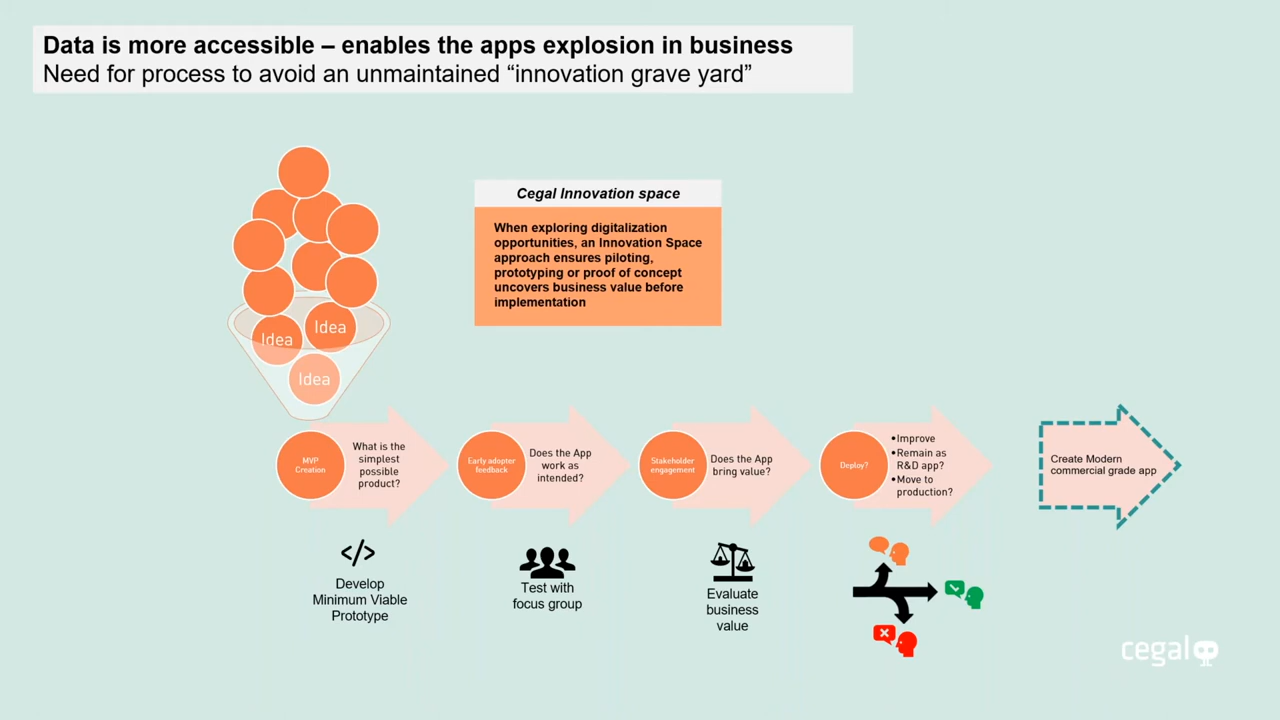 Data is more accessible – enables the apps explosion in business
Need for process to avoid an unmaintained “innovation grave yard”
Cegal Innovation space
When exploring digitalization
opportunities, an Innovation Space
approach ensures piloting,
prototyping or proof of concept
uncovers business value before
implementation
Idea
Idea
Idea
MVP
Creation
What is the
simplest
possible
product?
Early adopter
feedback
Does the App
work as
intended?
Stakeholder
engagement
Does the App
bring value?
Deploy?
•Improve
•Remain as
R&D app?
•Move to
production?
Create Modern
commercial grade app
</>
Develop
Minimum Viable
Prototype
Test with
focus group
Evaluate
business
value
cegal